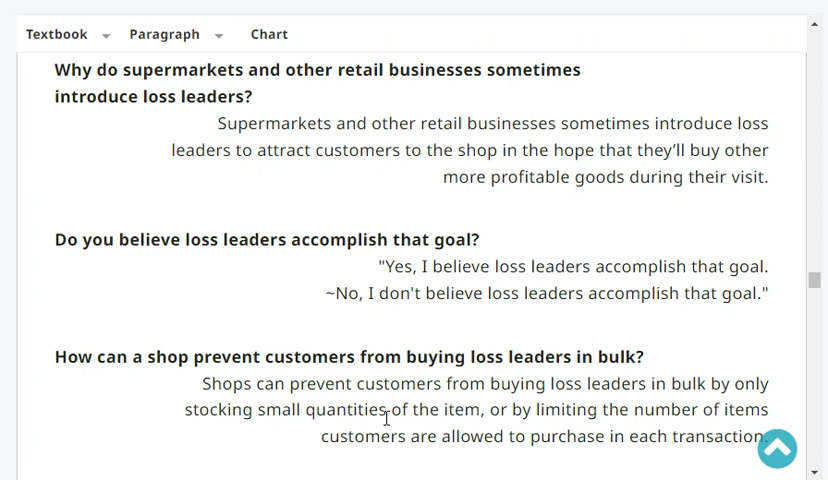 Textbook Paragraph Chart
Why do supermarkets and other retail businesses sometimes
introduce loss leaders?
Supermarkets and other retail businesses sometimes introduce loss
leaders to attract customers to the shop in the hope that they’ll buy other
more profitable goods during their visit.
Do you believe loss leaders accomplish that goal?
"Yes, I believe loss leaders accomplish that goal.
~No, I don't believe loss leaders accomplish that goal."
How can a shop prevent customers from buying loss leaders in bulk?
Shops can prevent customers from buying loss leaders in bulk by only
stocking small quantities of the item, or by limiting the number of items
customers are allowed to purchase in each transaction.